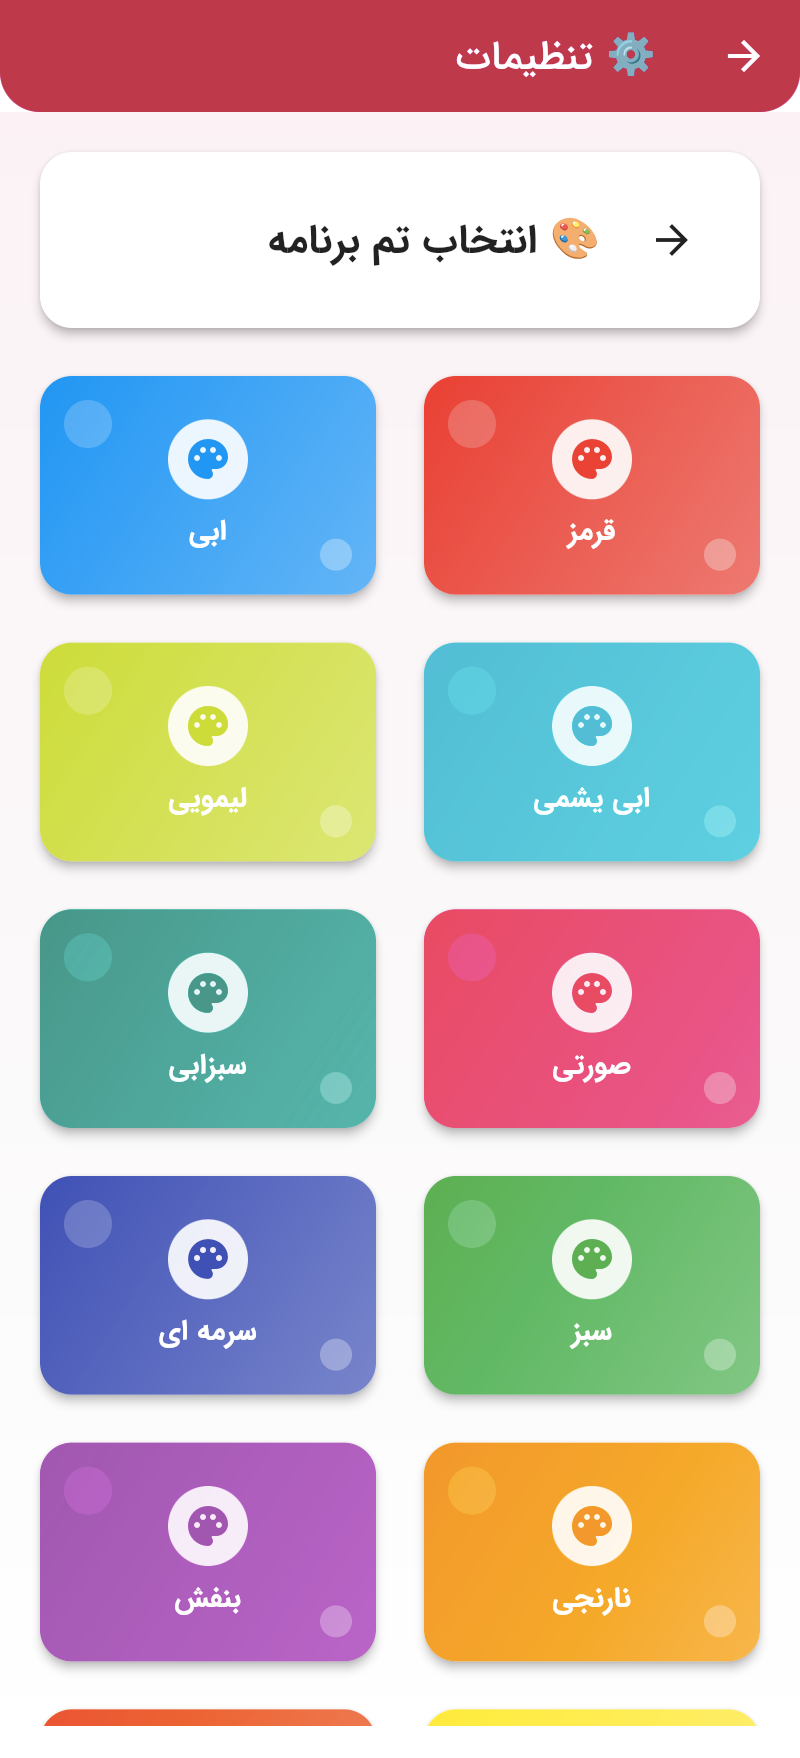 ⚙️ تنظیمات
🎨 انتخاب تم برنامه
قرمز
ابی
ابی یشمی
لیمویی
صورتی
سبزابی
سبز
سرمه ای
نارنجی
بنفش